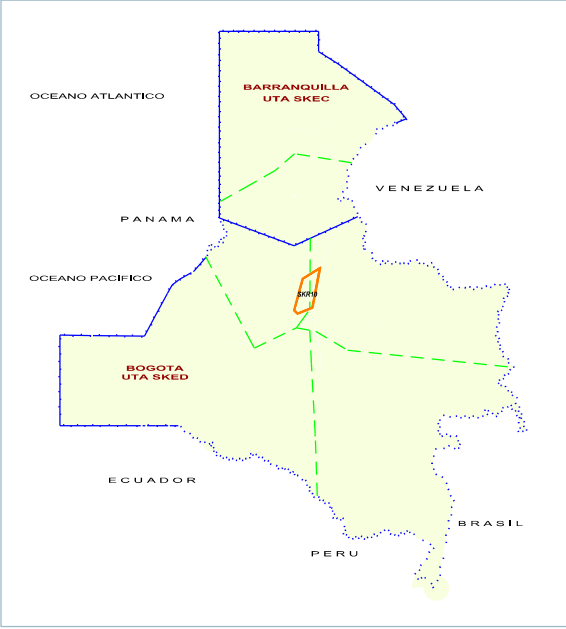 BARRANQUILLA
UTA SKEC
OCEANO ATLANTICO
VENEZUELA
PANAMA
OCEANO PACIFICO
SKR10
BOGOTA
UTA SKED
ECUADOR
BRASIL
PERU